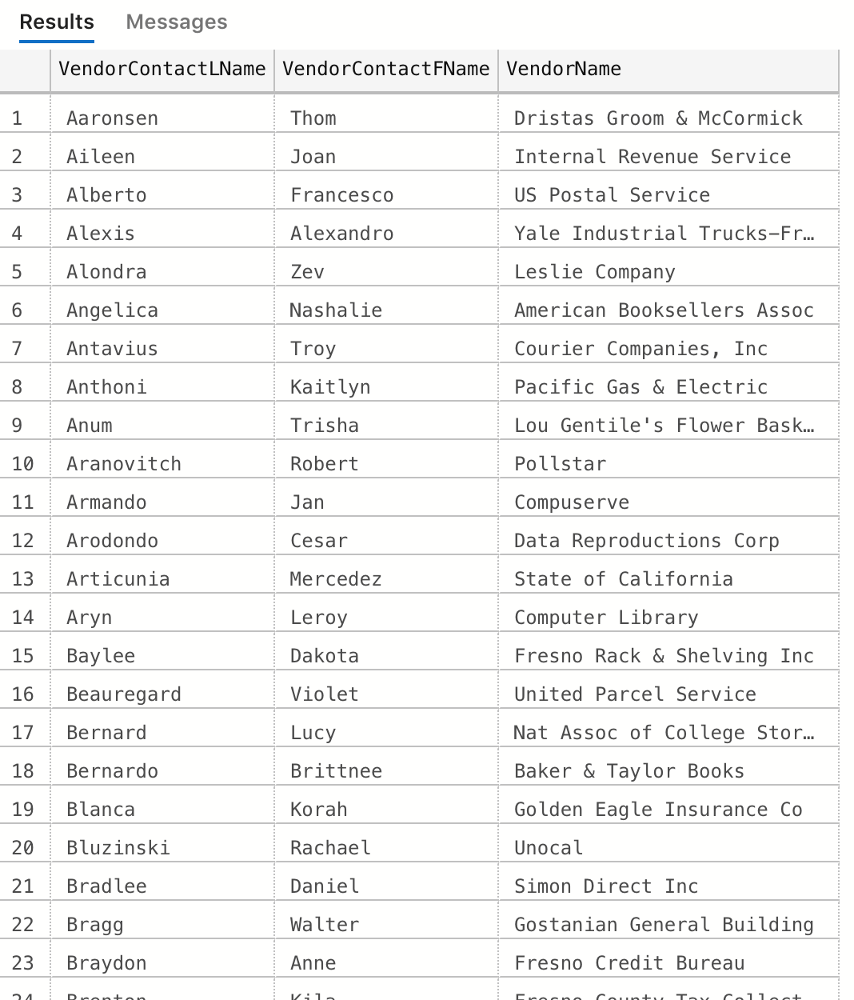 Results Messages
VendorContactLName VendorContactFName VendorName
1 Aaronsen Thom Dristas Groom & McCormick
2 Aileen Joan Internal Revenue Service
3 Alberto Francesco US Postal Service
4 Alexis Alexandro Yale Industrial Trucks-Fr…
5 Alondra Zev Leslie Company
6 Angelica Nashalie American Booksellers Assoc
7 Antavius Troy Courier Companies, Inc
8 Anthoni Kaitlyn Pacific Gas & Electric
9 Anum Trisha Lou Gentile's Flower Bask…
10 Aranovitch Robert Pollstar
11 Armando Jan Compuserve
12 Arodondo Cesar Data Reproductions Corp
13 Articunia Mercedez State of California
14 Aryn Leroy Computer Library
15 Baylee Dakota Fresno Rack & Shelving Inc
16 Beauregard Violet United Parcel Service
17 Bernard Lucy Nat Assoc of College Stor…
18 Bernardo Brittnee Baker & Taylor Books
19 Blanca Korah Golden Eagle Insurance Co
20 Bluzinski Rachael Unocal
21 Bradlee Daniel Simon Direct Inc
22 Bragg Walter Gostanian General Building
23 Braydon Anne Fresno Credit Bureau
24 Fresno County Tax Collect